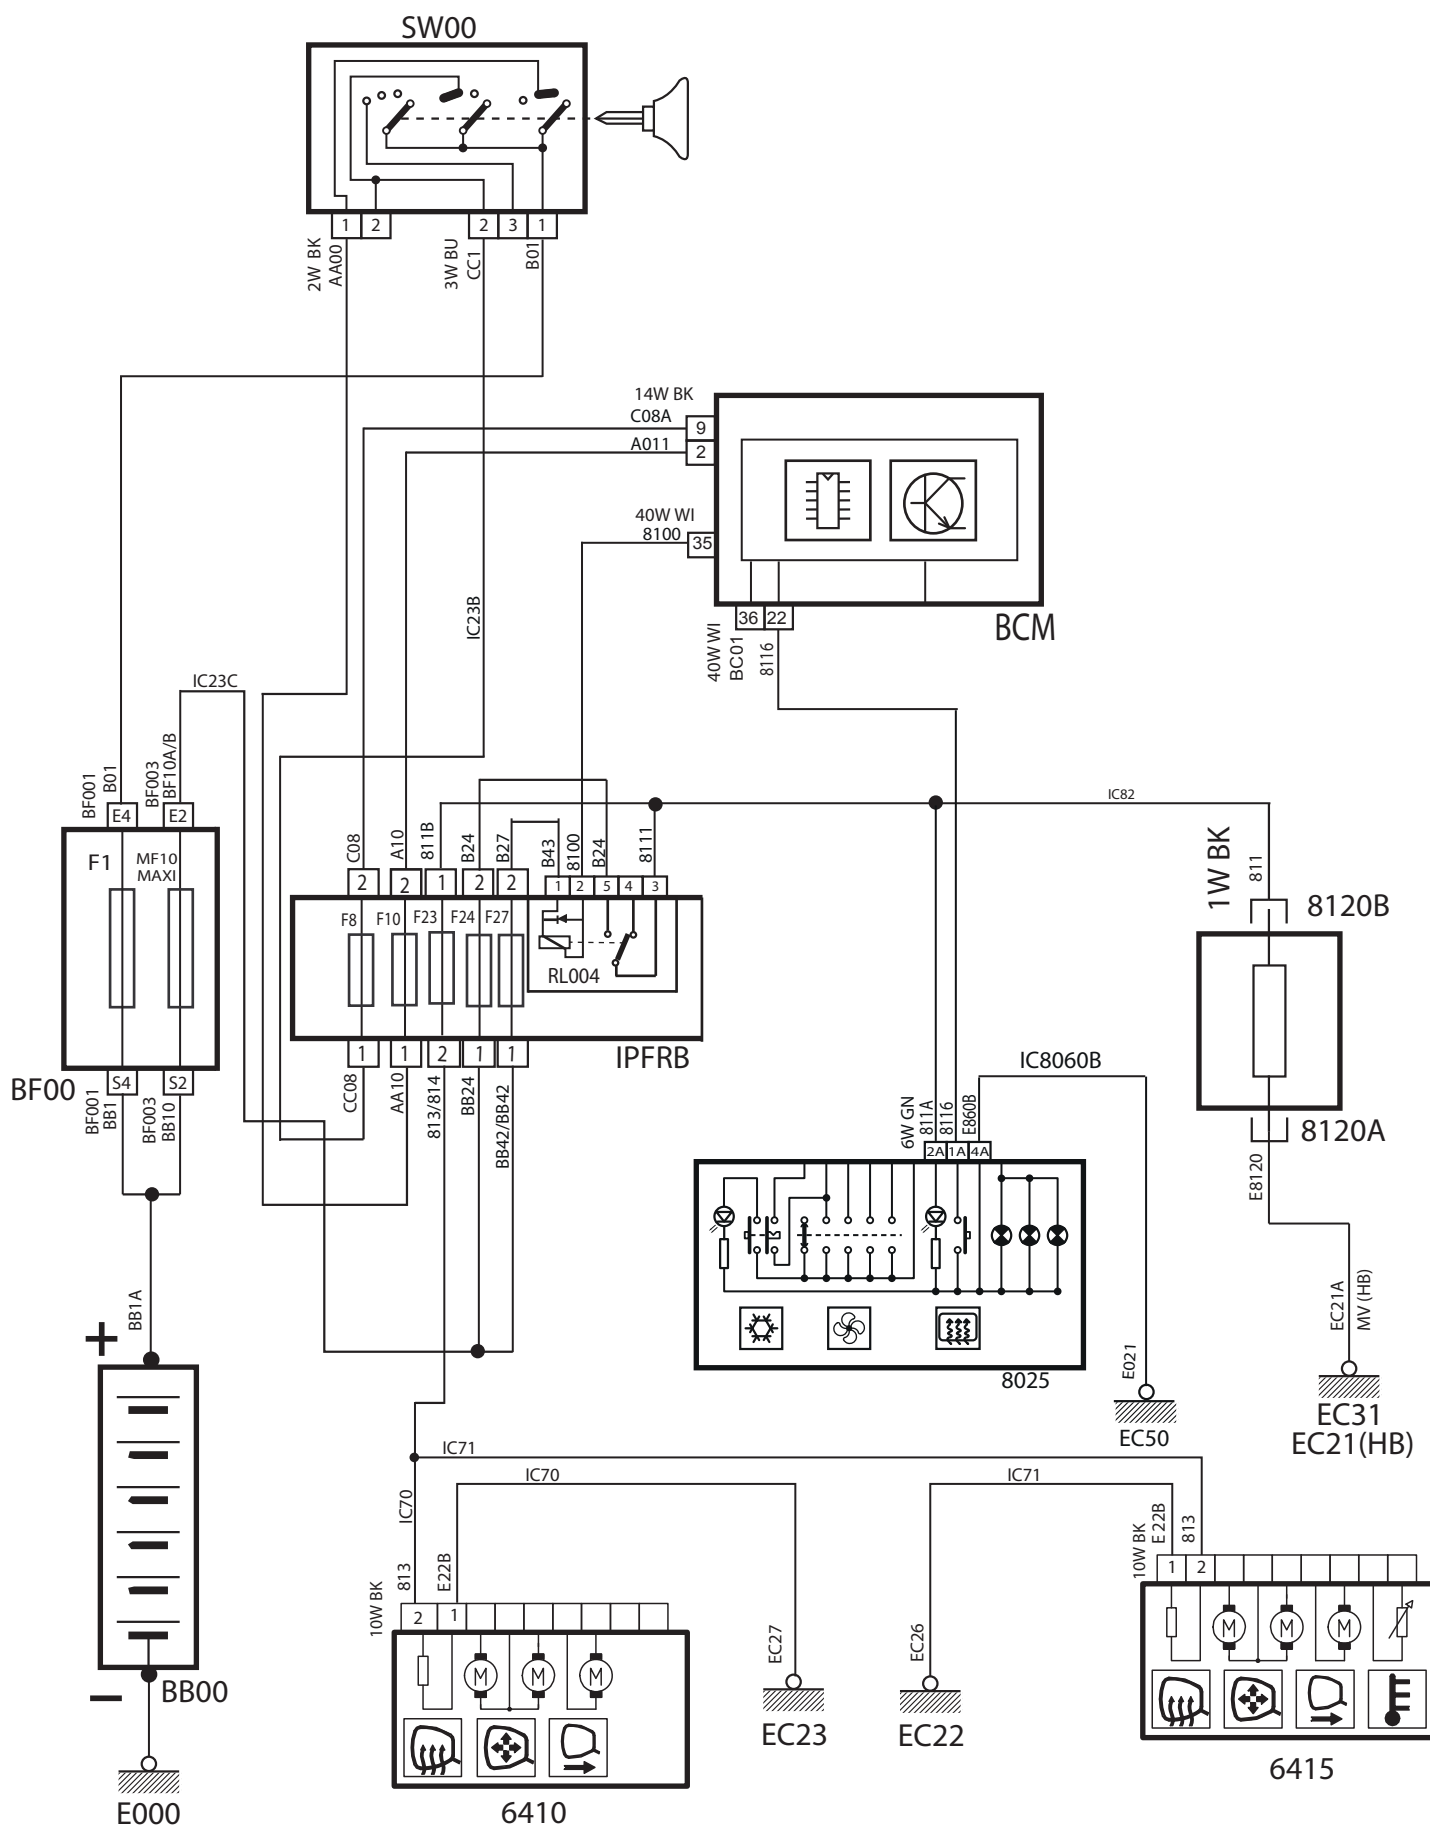 SW00
1
2
2
3
1
2W BK
AA00
3W BU
CC1
B01
14W BK
C08A
9
A011
2
40W WI
8100
35
36
22
BCM
40W WI
BC01
8116
IC23B
IC23C
BF001
B01
BF003
BF10A/B
E4
E2
F1
MF10
MAXI
S4
S2
BF00
BF001
BB1
BF003
BB10
C08
A10
811B
B24
B27
B43
8100
B24
8111
2
2
1
2
2
1
2
5
4
3
F8
F10
F23
F24
F27
RL004
1
1
2
1
1
IPFRB
CC08
AA10
813/814
BB24
BB42/BB42
IC82
1W BK
811
8120B
8120A
E8120
EC21A
MV (HB)
EC31
EC21(HB)
IC8060B
6W GN
811A
8116
E860B
2A
1A
4A
8025
E021
EC50
BB1A
+
–
BB00
E000
IC71
IC70
IC71
IC70
10W BK
813
E22B
2
1
M
M
M
6410
EC27
EC23
EC26
EC22
10W BK
E 22B
813
1
2
M
M
M
6415